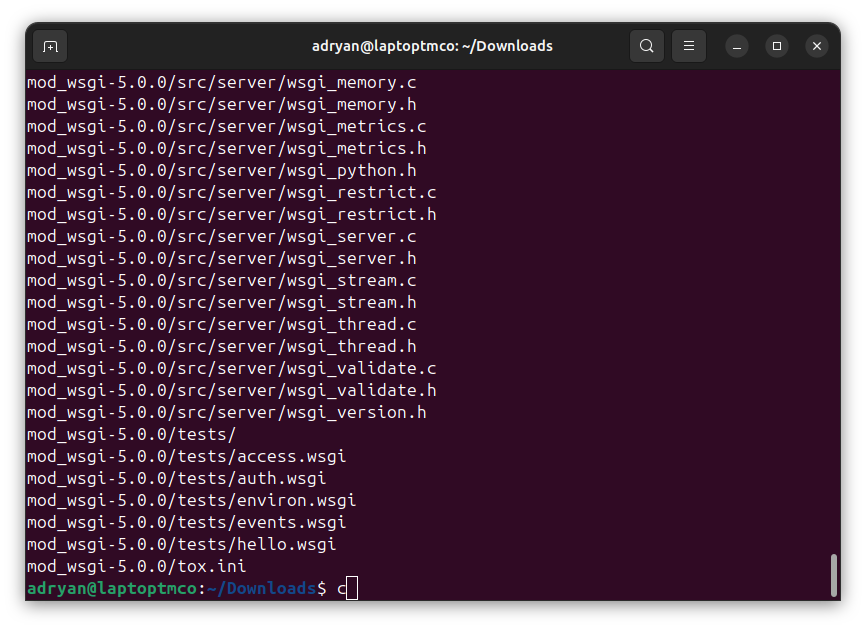 adryan@laptoptmco: ~/Downloads
mod_wsgi-5.0.0/src/server/wsgi_memory.c
mod_wsgi-5.0.0/src/server/wsgi_memory.h
mod_wsgi-5.0.0/src/server/wsgi_metrics.c
mod_wsgi-5.0.0/src/server/wsgi_metrics.h
mod_wsgi-5.0.0/src/server/wsgi_python.h
mod_wsgi-5.0.0/src/server/wsgi_restrict.c
mod_wsgi-5.0.0/src/server/wsgi_restrict.h
mod_wsgi-5.0.0/src/server/wsgi_server.c
mod_wsgi-5.0.0/src/server/wsgi_server.h
mod_wsgi-5.0.0/src/server/wsgi_stream.c
mod_wsgi-5.0.0/src/server/wsgi_stream.h
mod_wsgi-5.0.0/src/server/wsgi_thread.c
mod_wsgi-5.0.0/src/server/wsgi_thread.h
mod_wsgi-5.0.0/src/server/wsgi_validate.c
mod_wsgi-5.0.0/src/server/wsgi_validate.h
mod_wsgi-5.0.0/src/server/wsgi_version.h
mod_wsgi-5.0.0/tests/
mod_wsgi-5.0.0/tests/access.wsgi
mod_wsgi-5.0.0/tests/auth.wsgi
mod_wsgi-5.0.0/tests/environ.wsgi
mod_wsgi-5.0.0/tests/events.wsgi
mod_wsgi-5.0.0/tests/hello.wsgi
mod_wsgi-5.0.0/tox.ini
adryan@laptoptmco:~/Downloads$ c